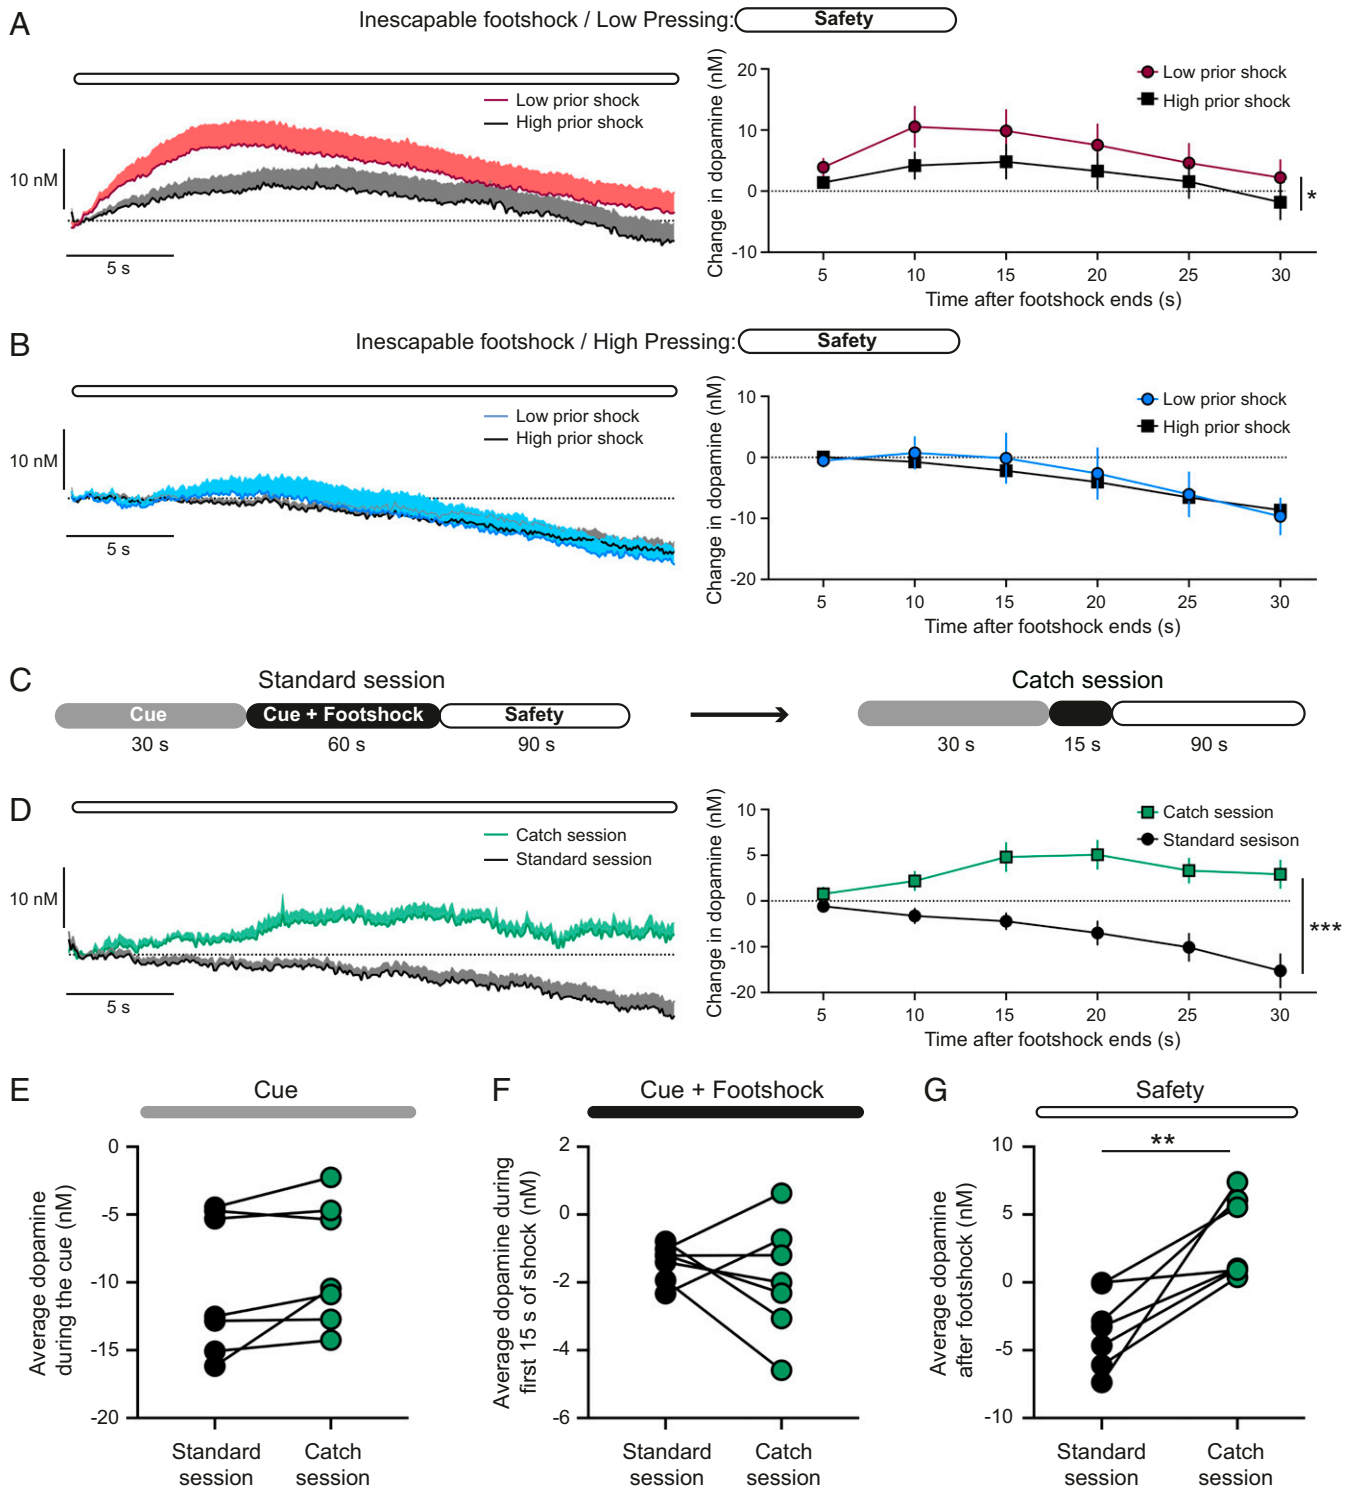 A
Inescapable footshock / Low Pressing: Safety
Low prior shock
High prior shock
10 nM
5 s
Change in dopamine (nM)
20
10
0
-10
Low prior shock
High prior shock
*
5 10 15 20 25 30
Time after footshock ends (s)
B
Inescapable footshock / High Pressing: Safety
Low prior shock
High prior shock
10 nM
5 s
Change in dopamine (nM)
10
0
-10
-20
Low prior shock
High prior shock
5 10 15 20 25 30
Time after footshock ends (s)
C
Standard session
Cue Cue + Footshock Safety
30 s 60 s 90 s
Catch session
30 s 15 s 90 s
D
Catch session
Standard session
10 nM
5 s
Change in dopamine (nM)
10
5
0
-10
-20
Catch session
Standard sesison
***
5 10 15 20 25 30
Time after footshock ends (s)
E
Cue
Average dopamine
during the cue (nM)
0
-5
-10
-15
-20
Standard session
Catch session
F
Cue + Footshock
Average dopamine during
first 15 s of shock (nM)
2
0
-2
-4
-6
Standard session
Catch session
G
Safety
**
Average dopamine
after footshock (nM)
10
5
0
-5
-10
Standard session
Catch session